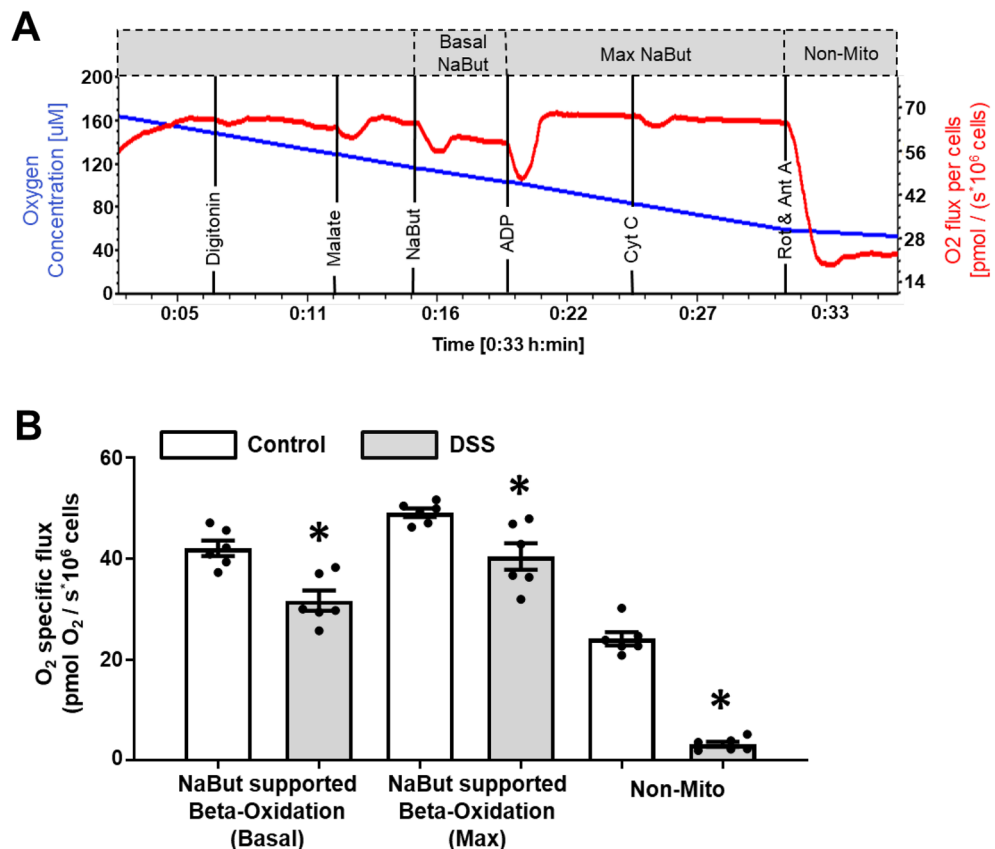 A
Basal
NaBut
Max NaBut
Non-Mito
200
160
120
80
40
0
Oxygen
Concentration [uM]
Digitonin
Malate
NaBut
ADP
Cyt C
Rot & Ant A
70
56
42
28
14
O2 flux per cells
[pmol / (s*10⁶ cells)]
0:05
0:11
0:16
0:22
0:27
0:33
Time [0:33 h:min]
B
Control
DSS
60
40
20
0
O₂ specific flux
(pmol O₂ / s*10⁶ cells)
*
*
*
NaBut supported
Beta-Oxidation
(Basal)
NaBut supported
Beta-Oxidation
(Max)
Non-Mito